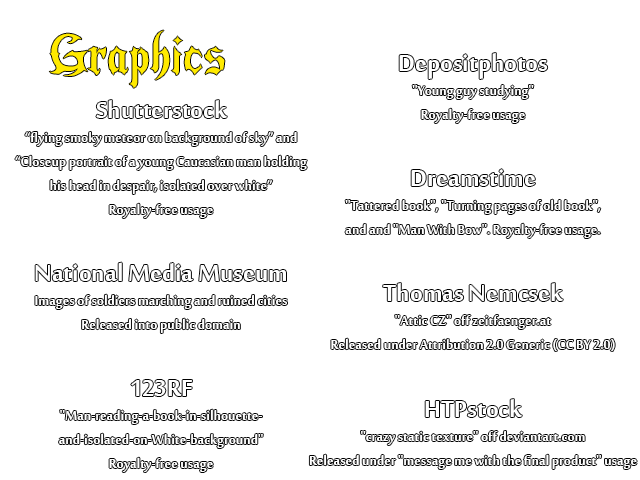 Graphics
Shutterstock
"flying smoky meteor on background of sky" and
"Closeup portrait of a young Caucasian man holding
his head in despair, isolated over white"
Royalty-free usage
National Media Museum
Images of soldiers marching and ruined cities
Released into public domain
123RF
"Man-reading-a-book-in-silhouette-
and-isolated-on-White-background"
Royalty-free usage
Depositphotos
"Young guy studying"
Royalty-free usage
Dreamstime
"Tattered book", "Turning pages of old book",
and and "Man With Bow". Royalty-free usage.
Thomas Nemcsek
"Attic CZ" off zeitfaenger.at
Released under Attribution 2.0 Generic (CC BY 2.0)
HTPstock
"crazy static texture" off deviantart.com
Released under "message me with the final product" usage